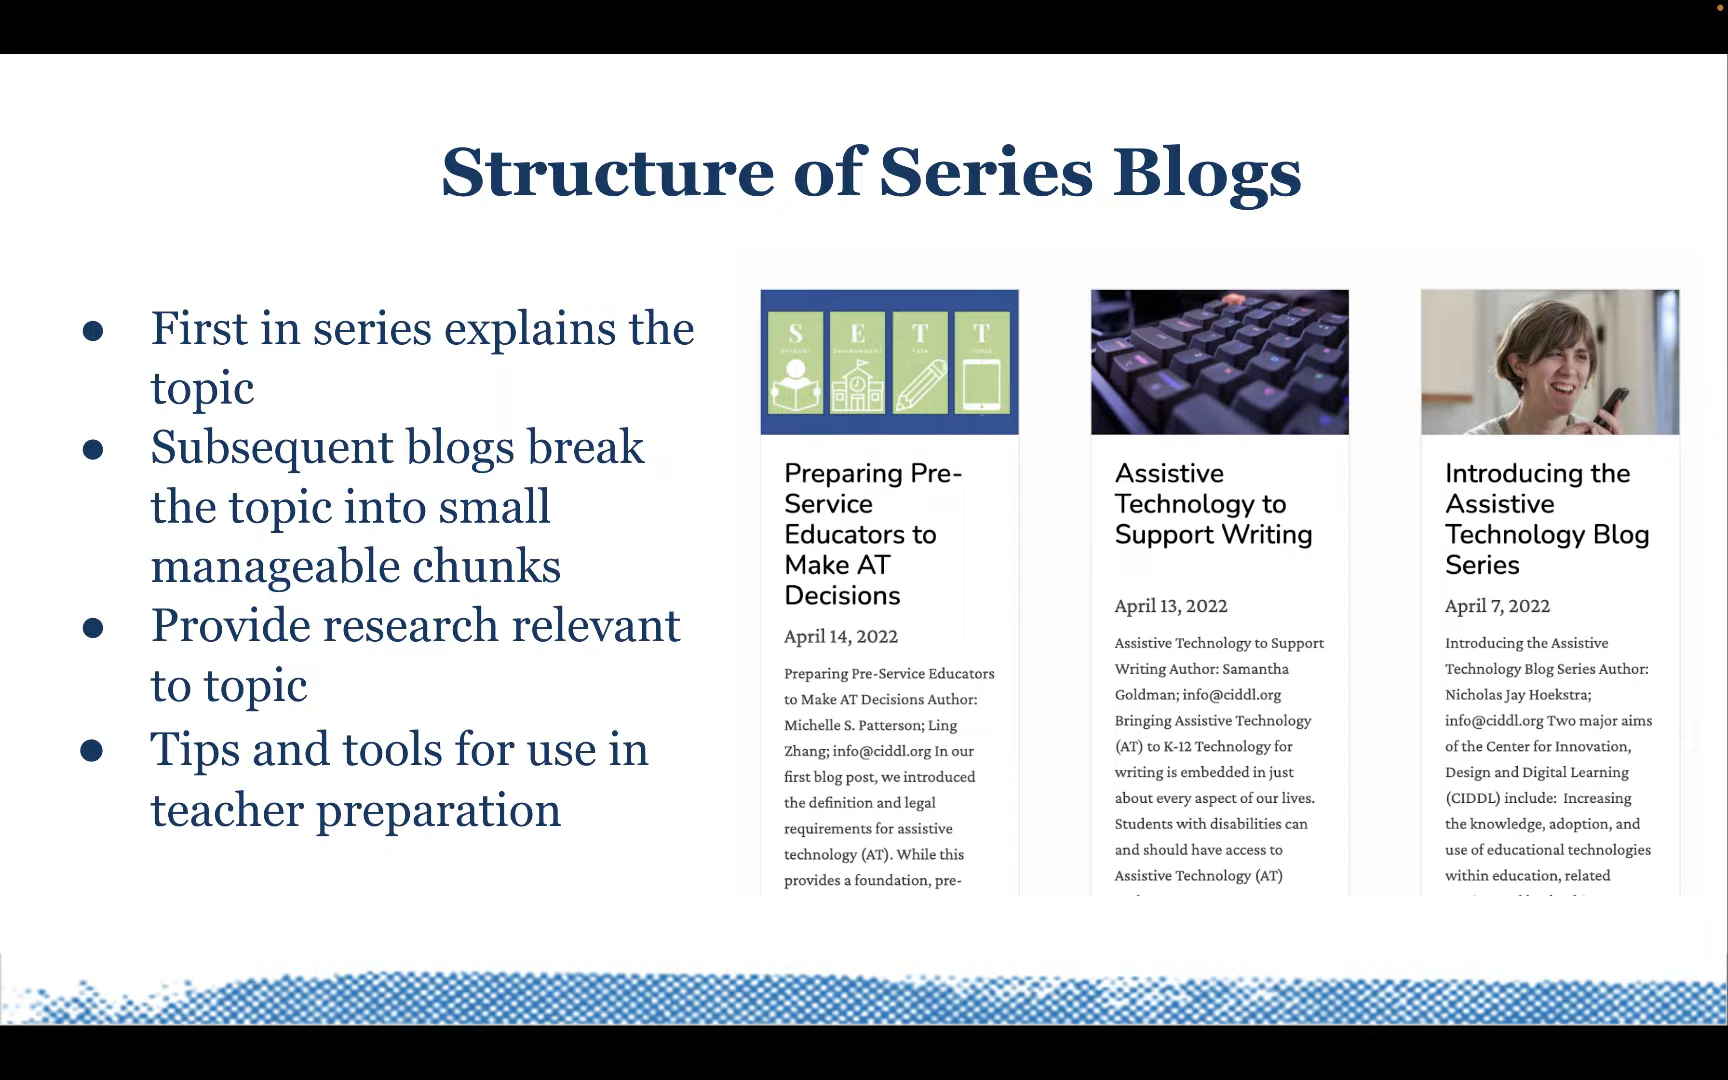 Structure of Series Blogs
● First in series explains the
topic
● Subsequent blogs break
the topic into small
manageable chunks
● Provide research relevant
to topic
● Tips and tools for use in
teacher preparation
S E T T
STUDENT ENVIRONMENT TASK TOOLS
Preparing Pre-
Service
Educators to
Make AT
Decisions
April 14, 2022
Preparing Pre-Service Educators
to Make AT Decisions Author:
Michelle S. Patterson; Ling
Zhang; info@ciddl.org In our
first blog post, we introduced
the definition and legal
requirements for assistive
technology (AT). While this
provides a foundation, pre-
Assistive
Technology to
Support Writing
April 13, 2022
Assistive Technology to Support
Writing Author: Samantha
Goldman; info@ciddl.org
Bringing Assistive Technology
(AT) to K-12 Technology for
writing is embedded in just
about every aspect of our lives.
Students with disabilities can
and should have access to
Assistive Technology (AT)
Introducing the
Assistive
Technology Blog
Series
April 7, 2022
Introducing the Assistive
Technology Blog Series Author:
Nicholas Jay Hoekstra;
info@ciddl.org Two major aims
of the Center for Innovation,
Design and Digital Learning
(CIDDL) include: Increasing
the knowledge, adoption, and
use of educational technologies
within education, related